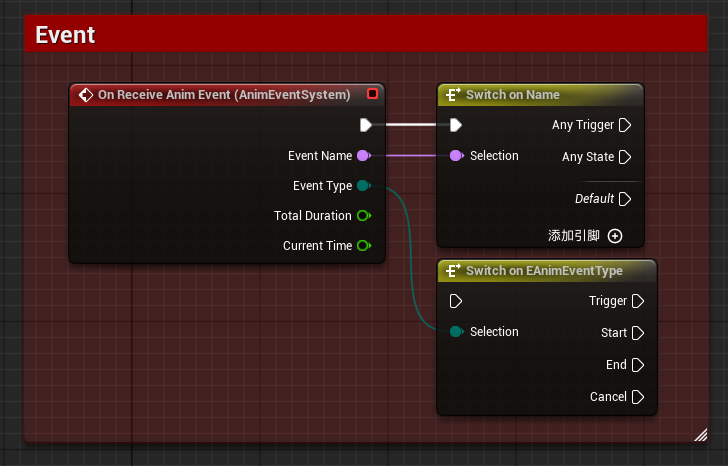 Event
On Receive Anim Event (AnimEventSystem)
Event Name
Event Type
Total Duration
Current Time
Switch on Name
Any Trigger
Selection
Any State
Default
添加引脚
Switch on EAnimEventType
Trigger
Selection
Start
End
Cancel